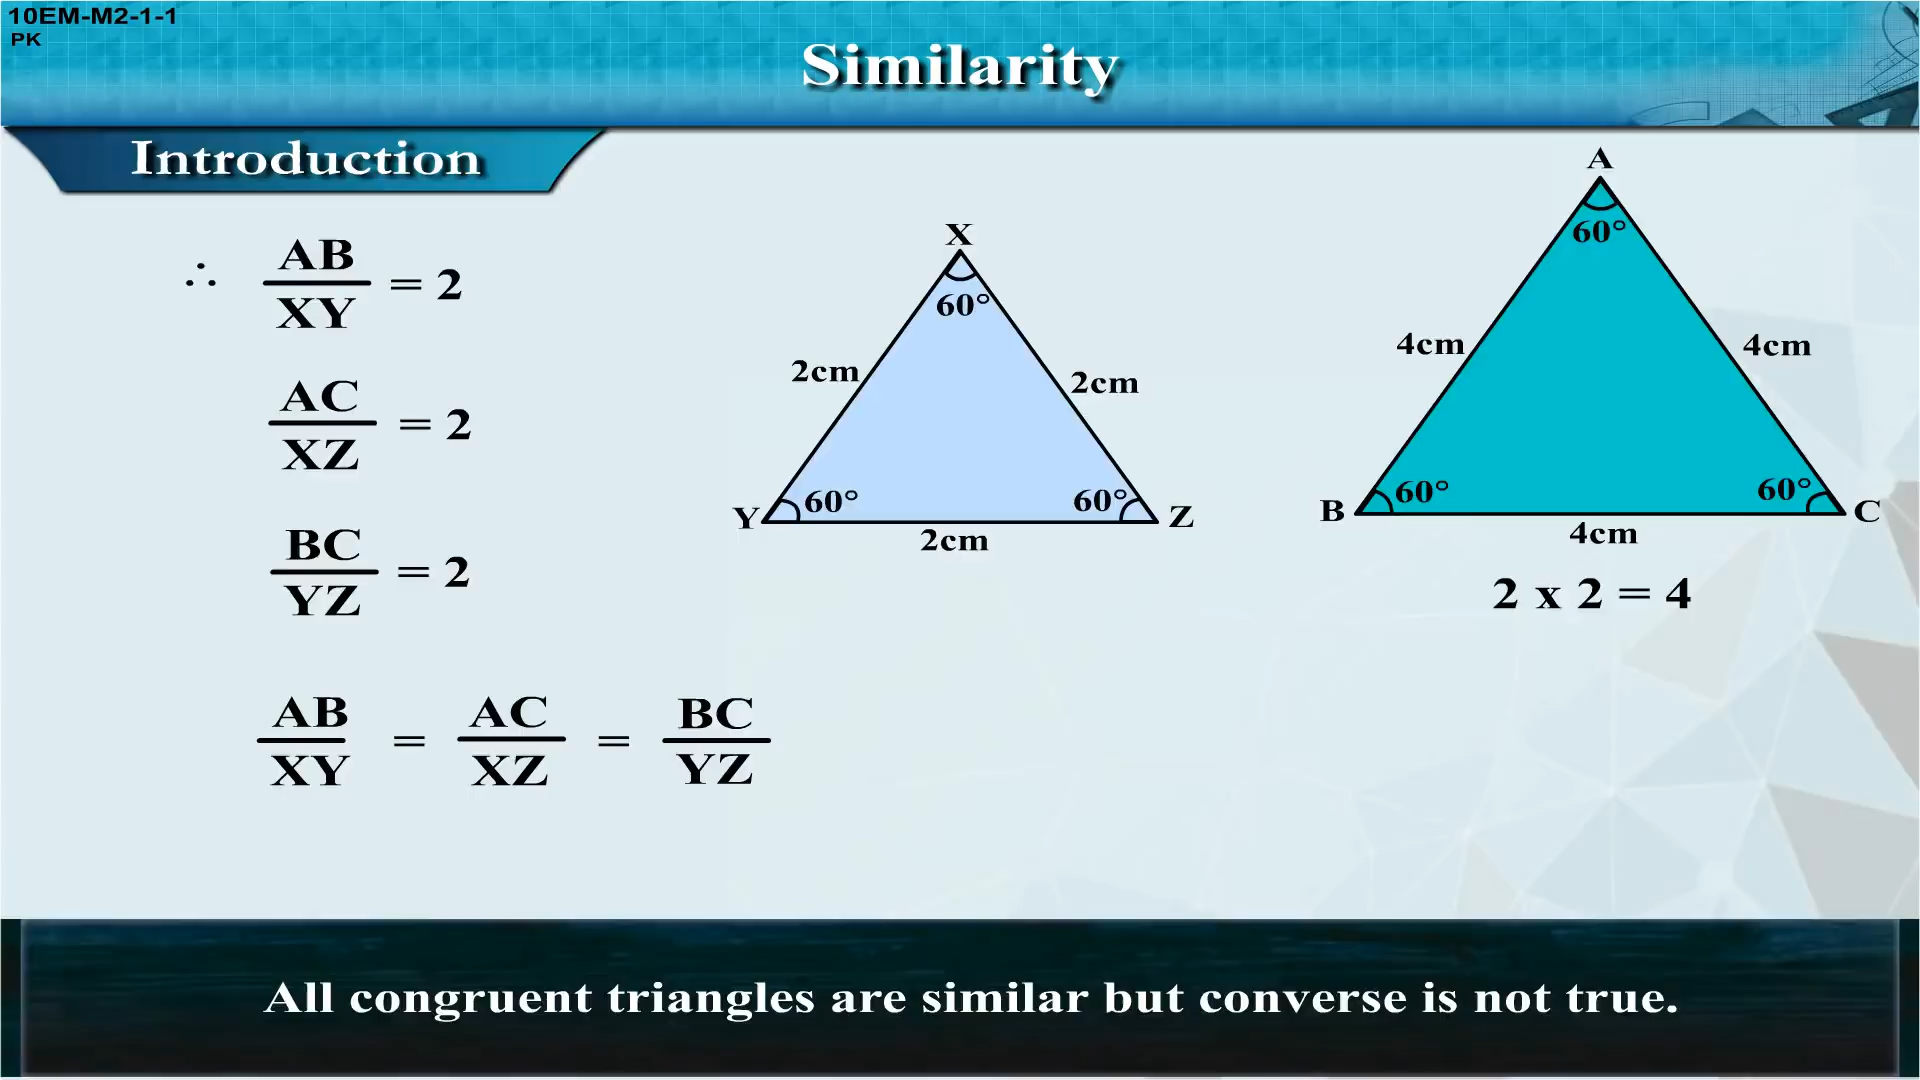 10EM-M2-1-1
PK
Similarity
Introduction
∴ AB/XY = 2
AC/XZ = 2
BC/YZ = 2
AB/XY = AC/XZ = BC/YZ
X
60°
2cm
2cm
Y
60°
60°
Z
2cm
A
60°
4cm
4cm
B
60°
60°
C
4cm
2 x 2 = 4
All congruent triangles are similar but converse is not true.